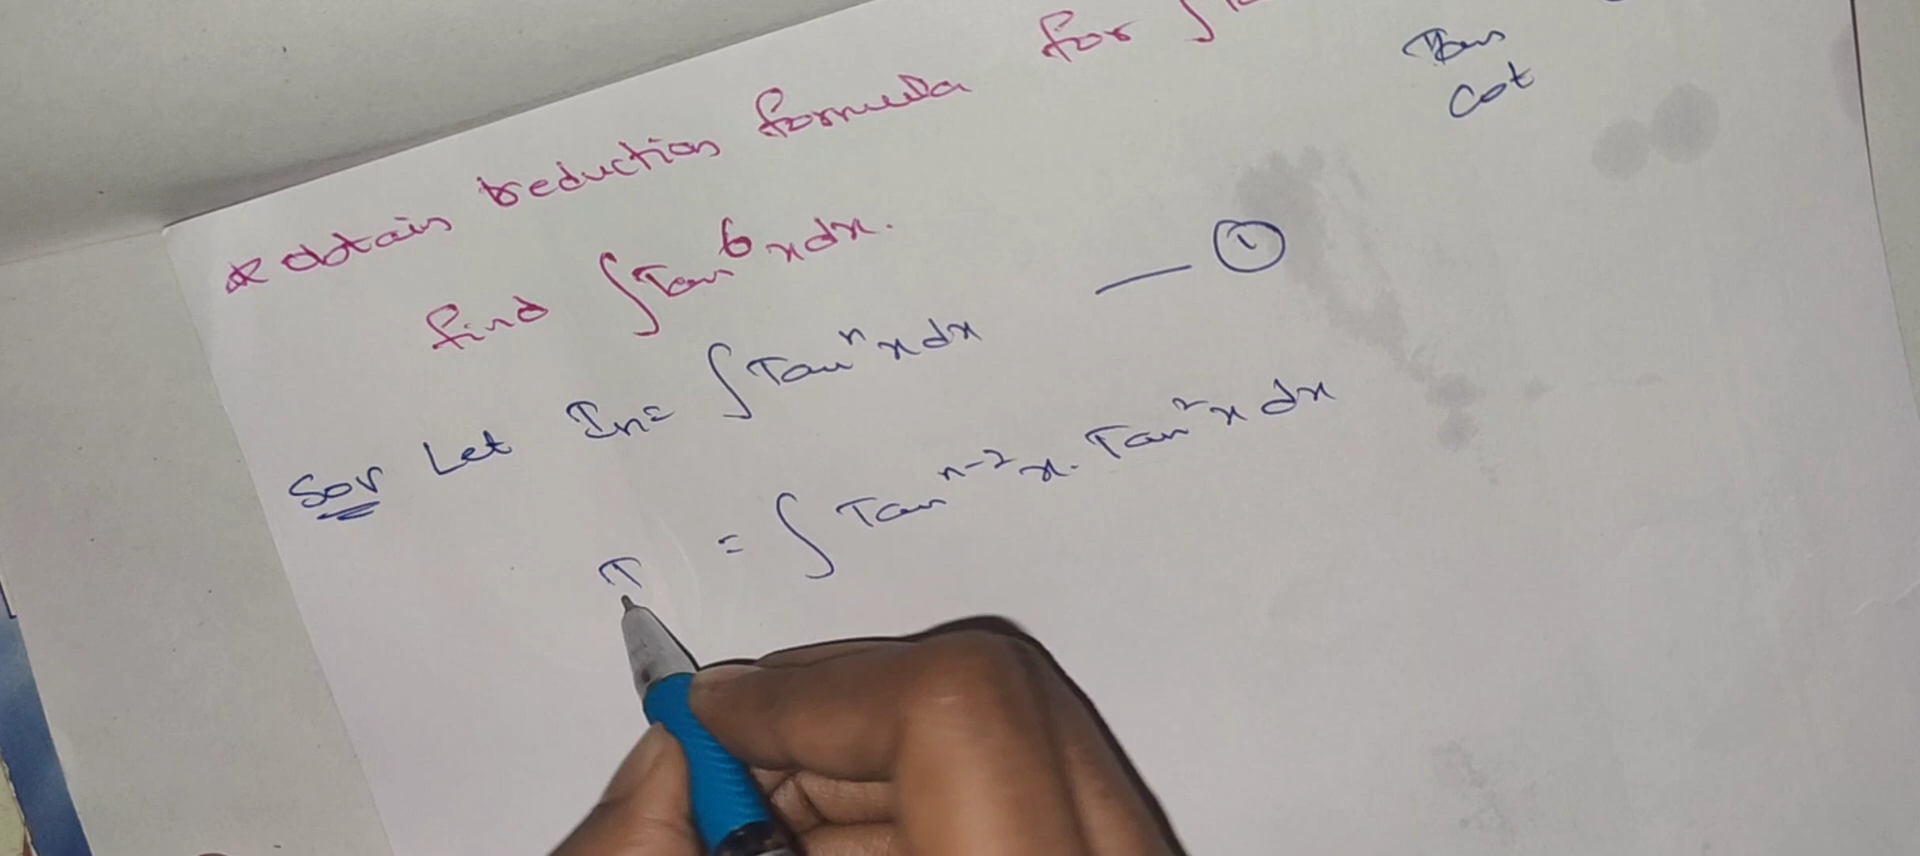 * obtain reduction formula for ∫
Tan
cot
find ∫Tan⁶x dx.
Sol Let Iₙ= ∫Tanⁿx dx — ①
= ∫Tanⁿ⁻²x. Tan²x dx